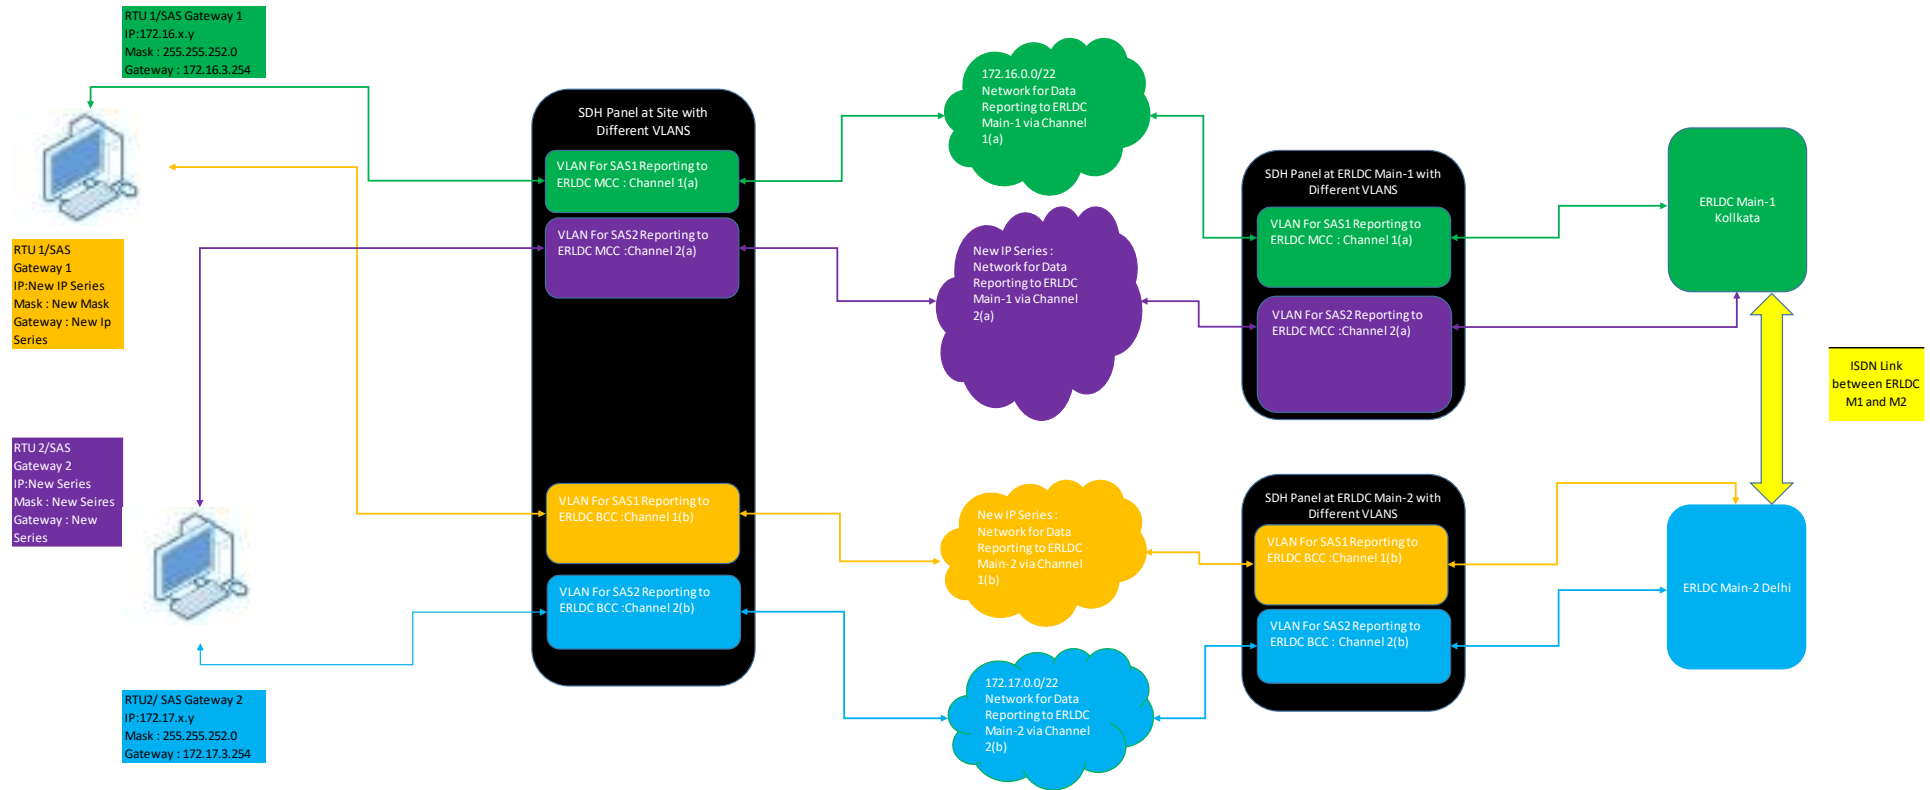 RTU 1/SAS Gateway 1
IP:172.16.x.y
Mask : 255.255.252.0
Gateway : 172.16.3.254
RTU 1/SAS
Gateway 1
IP:New IP Series
Mask : New Mask
Gateway : New Ip
Series
RTU 2/SAS
Gateway 2
IP:New Series
Mask : New Seires
Gateway : New
Series
RTU2/ SAS Gateway 2
IP:172.17.x.y
Mask : 255.255.252.0
Gateway : 172.17.3.254
SDH Panel at Site with
Different VLANS
VLAN For SAS1 Reporting to
ERLDC MCC : Channel 1(a)
VLAN For SAS2 Reporting to
ERLDC MCC :Channel 2(a)
VLAN For SAS1 Reporting to
ERLDC BCC :Channel 1(b)
VLAN For SAS2 Reporting to
ERLDC BCC :Channel 2(b)
172.16.0.0/22
Network for Data
Reporting to ERLDC
Main-1 via Channel
1(a)
New IP Series :
Network for Data
Reporting to ERLDC
Main-1 via Channel
2(a)
New IP Series :
Network for Data
Reporting to ERLDC
Main-2 via Channel
1(b)
172.17.0.0/22
Network for Data
Reporting to ERLDC
Main-2 via Channel
2(b)
SDH Panel at ERLDC Main-1 with
Different VLANS
VLAN For SAS1 Reporting to
ERLDC MCC : Channel 1(a)
VLAN For SAS2 Reporting to
ERLDC MCC :Channel 2(a)
SDH Panel at ERLDC Main-2 with
Different VLANS
VLAN For SAS1 Reporting to
ERLDC BCC :Channel 1(b)
VLAN For SAS2 Reporting to
ERLDC BCC : Channel 2(b)
ERLDC Main-1
Kollkata
ISDN Link
between ERLDC
M1 and M2
ERLDC Main-2 Delhi